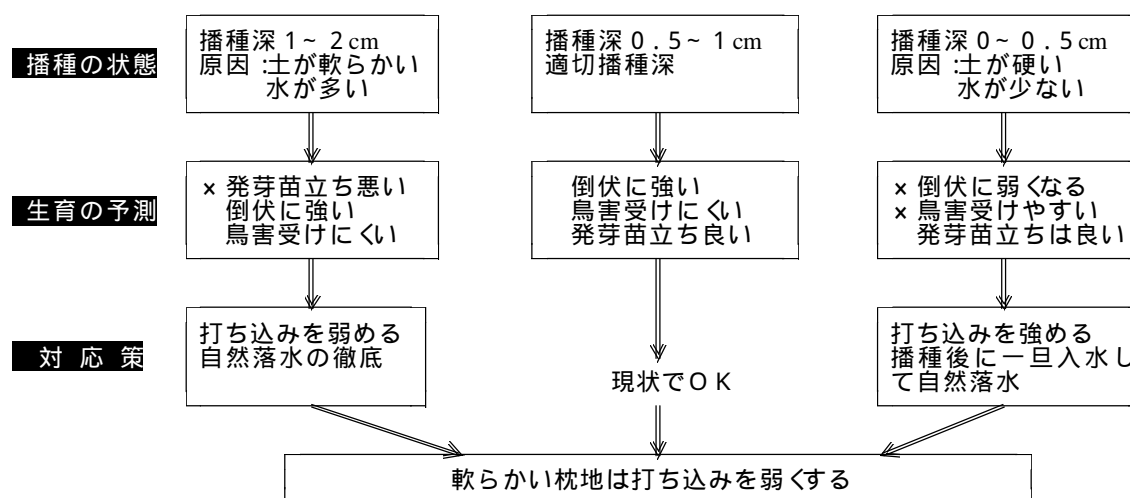 播種の状態
播種深1~2cm
原因:土が軟らかい
水が多い
播種深0.5~1cm
適切播種深
播種深0~0.5cm
原因:土が硬い
水が少ない
生育の予測
×発芽苗立ち悪い
倒伏に強い
鳥害受けにくい
倒伏に強い
鳥害受けにくい
発芽苗立ち良い
×倒伏に弱くなる
×鳥害受けやすい
発芽苗立ちは良い
対応策
打ち込みを弱める
自然落水の徹底
現状でOK
打ち込みを強める
播種後に一旦入水し
て自然落水
軟らかい枕地は打ち込みを弱くする